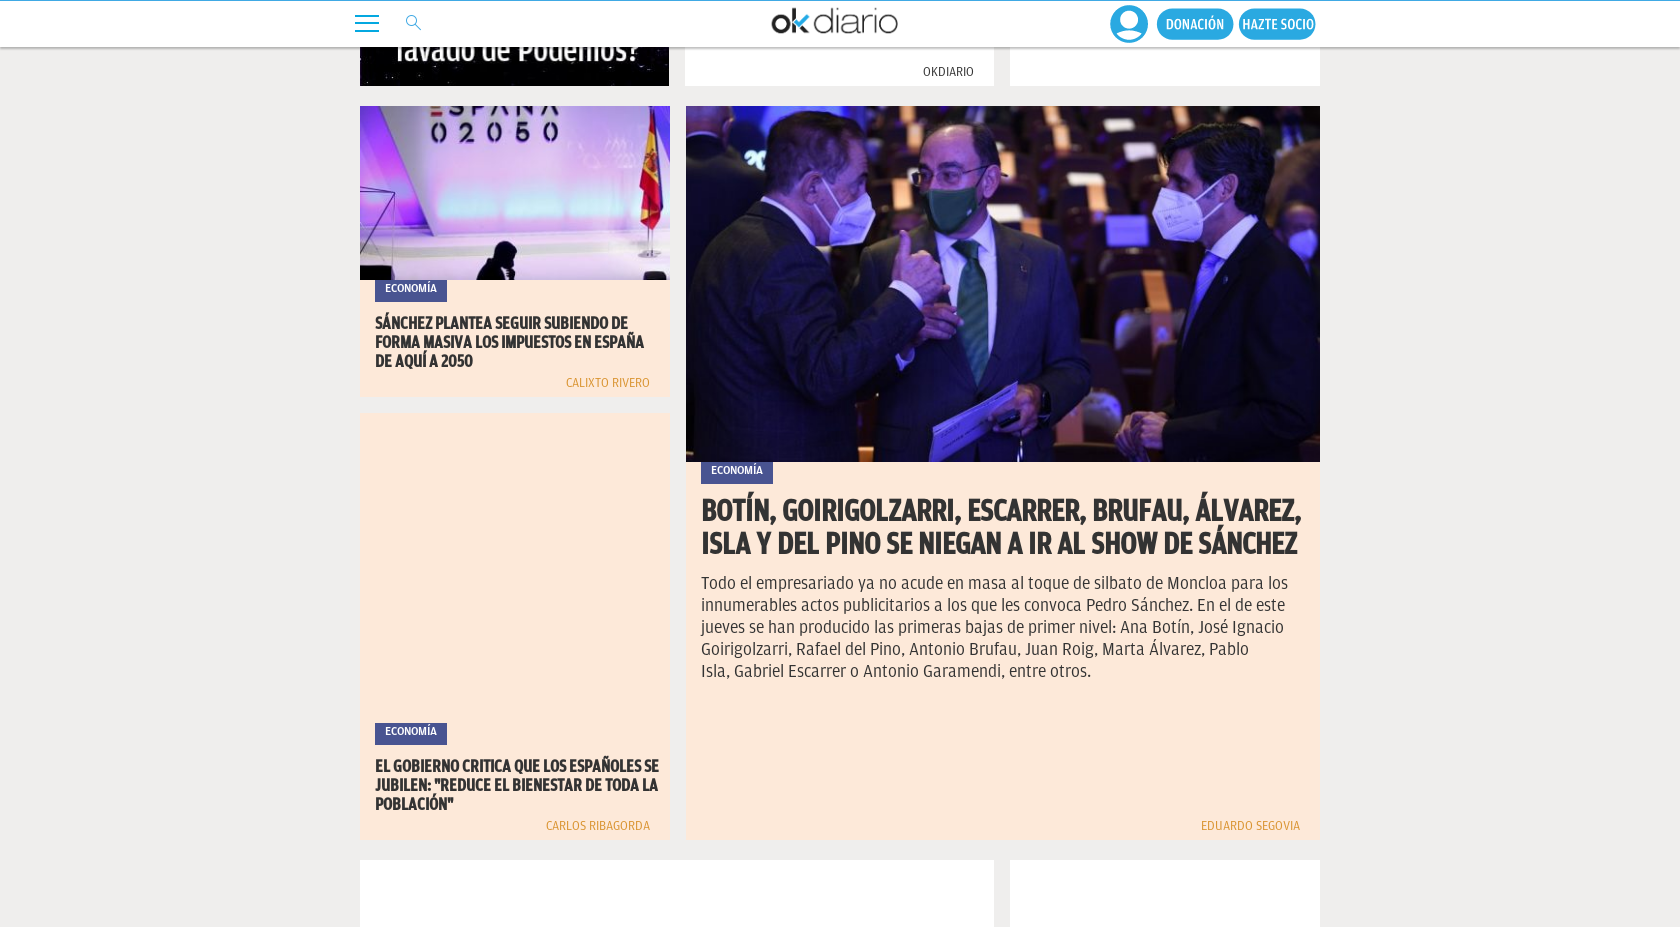 okdiario
DONACIÓN
HAZTE SOCIO
lavado de Podemos?
OKDIARIO
ESPAÑA
02050
ECONOMÍA
SÁNCHEZ PLANTEA SEGUIR SUBIENDO DE
FORMA MASIVA LOS IMPUESTOS EN ESPAÑA
DE AQUÍ A 2050
CALIXTO RIVERO
ECONOMÍA
EL GOBIERNO CRITICA QUE LOS ESPAÑOLES SE
JUBILEN: "REDUCE EL BIENESTAR DE TODA LA
POBLACIÓN"
CARLOS RIBAGORDA
ECONOMÍA
BOTÍN, GOIRIGOLZARRI, ESCARRER, BRUFAU, ÁLVAREZ,
ISLA Y DEL PINO SE NIEGAN A IR AL SHOW DE SÁNCHEZ
Todo el empresariado ya no acude en masa al toque de silbato de Moncloa para los
innumerables actos publicitarios a los que les convoca Pedro Sánchez. En el de este
jueves se han producido las primeras bajas de primer nivel: Ana Botín, José Ignacio
Goirigolzarri, Rafael del Pino, Antonio Brufau, Juan Roig, Marta Álvarez, Pablo
Isla, Gabriel Escarrer o Antonio Garamendi, entre otros.
EDUARDO SEGOVIA